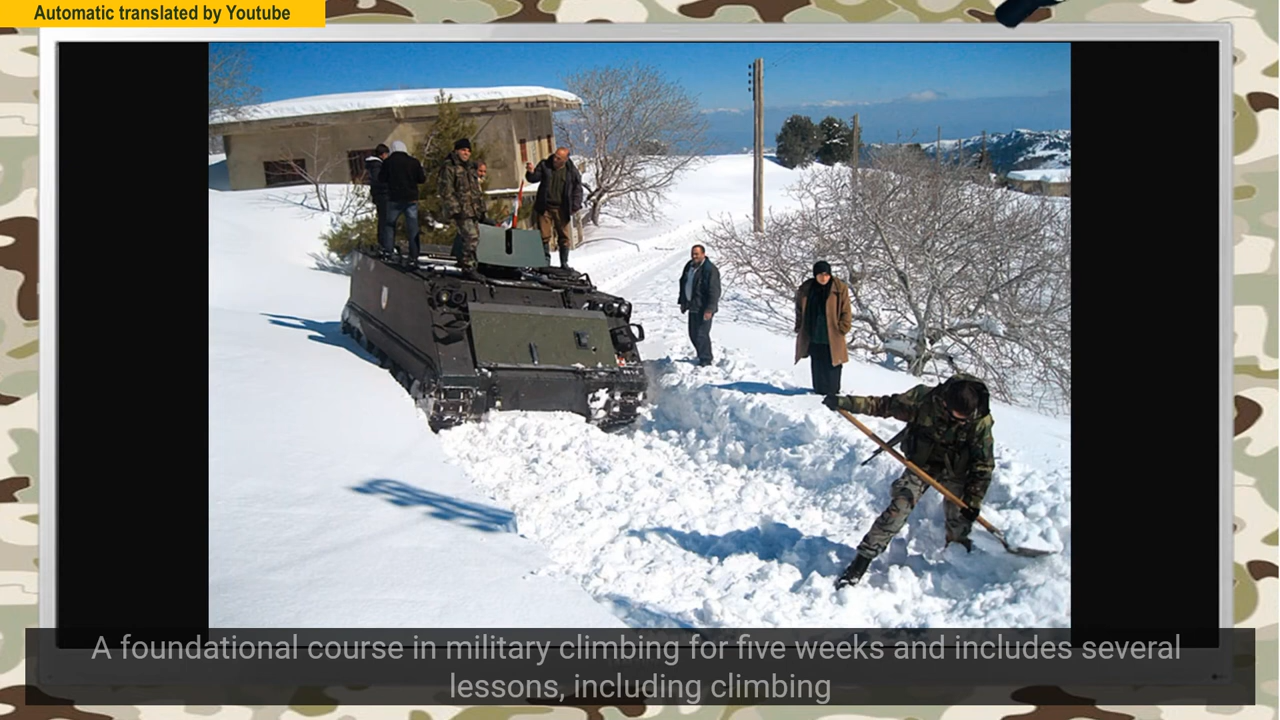 Automatic translated by Youtube
A foundational course in military climbing for five weeks and includes several
lessons, including climbing